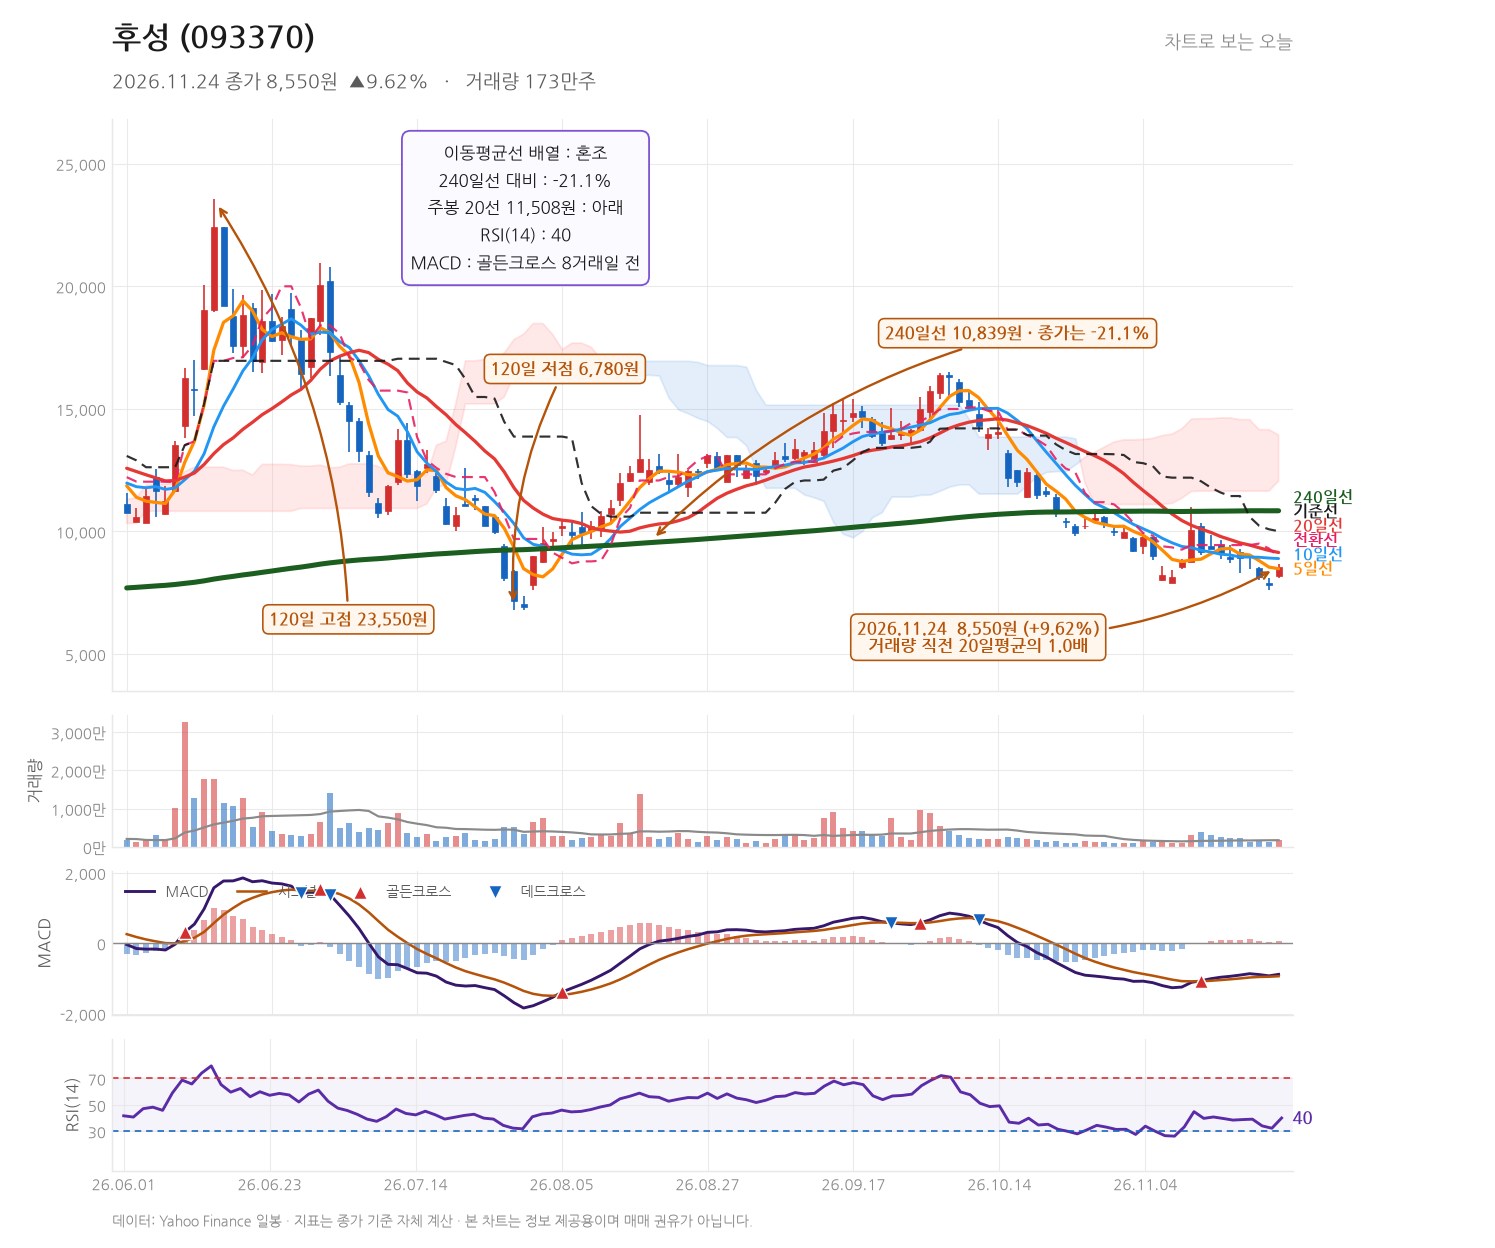 후성 (093370)
차트로 보는 오늘
2026.11.24 종가 8,550원 ▲9.62% · 거래량 173만주
이동평균선 배열 : 혼조
240일선 대비 : -21.1%
주봉 20선 11,508원 : 아래
RSI(14) : 40
MACD : 골든크로스 8거래일 전
25,000
20,000
15,000
10,000
5,000
240일선 10,839원 · 종가는 -21.1%
120일 저점 6,780원
120일 고점 23,550원
2026.11.24 8,550원 (+9.62%)
거래량 직전 20일평균의 1.0배
240일선
기준선
20일선
전환선
10일선
5일선
거래량
3,000만
2,000만
1,000만
0만
MACD
2,000
0
-2,000
MACD
골든크로스
데드크로스
RSI(14)
70
50
30
40
26.06.01
26.06.23
26.07.14
26.08.05
26.08.27
26.09.17
26.10.14
26.11.04
데이터: Yahoo Finance 일봉 · 지표는 종가 기준 자체 계산 · 본 차트는 정보 제공용이며 매매 권유가 아닙니다.